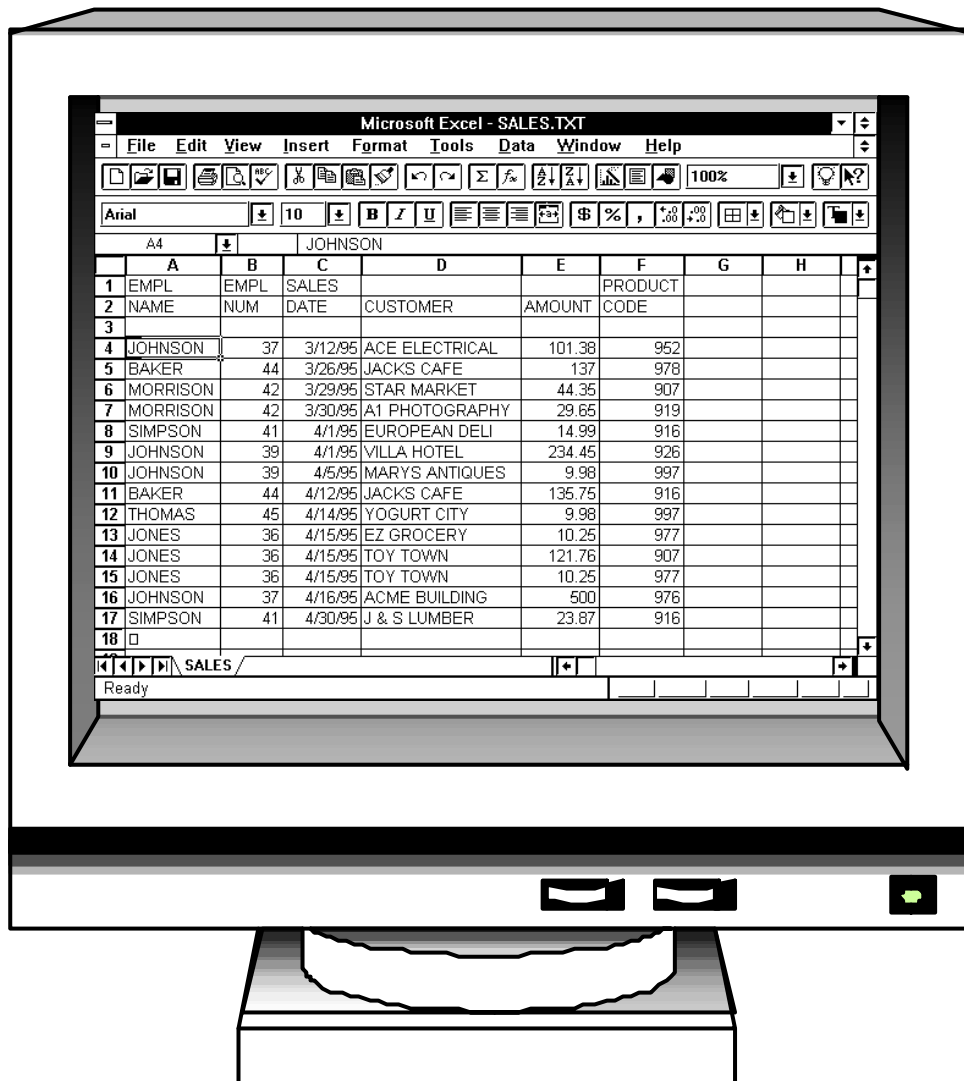 Microsoft Excel - SALES.TXT
File Edit View Insert Format Tools Data Window Help
100%
Arial 10 B I U $ % ,
A4 JOHNSON
A B C D E F G H
1 EMPL EMPL SALES PRODUCT
2 NAME NUM DATE CUSTOMER AMOUNT CODE
3
4 JOHNSON 37 3/12/95 ACE ELECTRICAL 101.38 952
5 BAKER 44 3/26/95 JACKS CAFE 137 978
6 MORRISON 42 3/29/95 STAR MARKET 44.35 907
7 MORRISON 42 3/30/95 A1 PHOTOGRAPHY 29.65 919
8 SIMPSON 41 4/1/95 EUROPEAN DELI 14.99 916
9 JOHNSON 39 4/1/95 VILLA HOTEL 234.45 926
10 JOHNSON 39 4/5/95 MARYS ANTIQUES 9.98 997
11 BAKER 44 4/12/95 JACKS CAFE 135.75 916
12 THOMAS 45 4/14/95 YOGURT CITY 9.98 997
13 JONES 36 4/15/95 EZ GROCERY 10.25 977
14 JONES 36 4/15/95 TOY TOWN 121.76 907
15 JONES 36 4/15/95 TOY TOWN 10.25 977
16 JOHNSON 37 4/16/95 ACME BUILDING 500 976
17 SIMPSON 41 4/30/95 J & S LUMBER 23.87 916
18
SALES
Ready